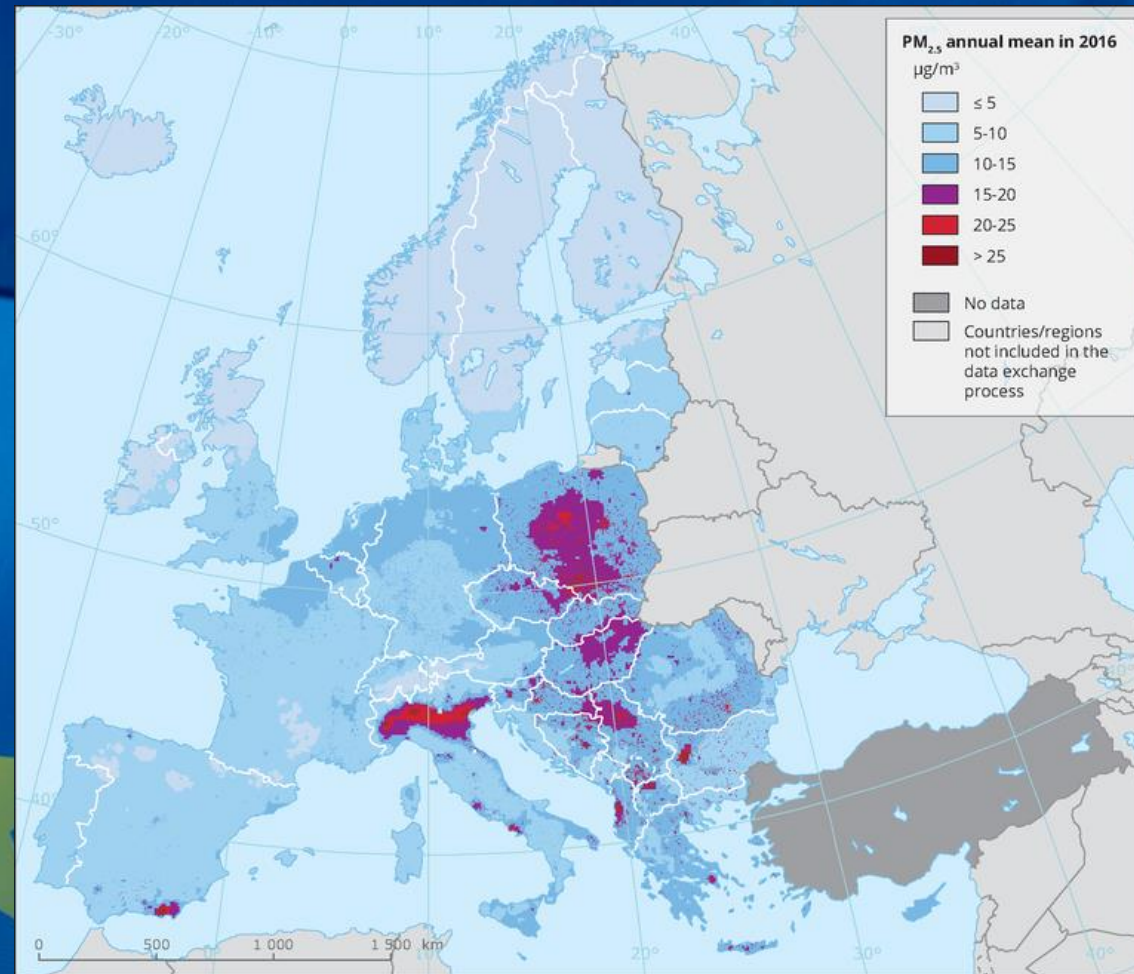 -30°
-20°
-10°
0°
10°
20°
30°
40°
50°
60°
50°
40°
40°
20°
30°
0 500 1 000 1 500 km
PM2.5 annual mean in 2016
µg/m³
≤ 5
5-10
10-15
15-20
20-25
> 25
No data
Countries/regions
not included in the
data exchange
process